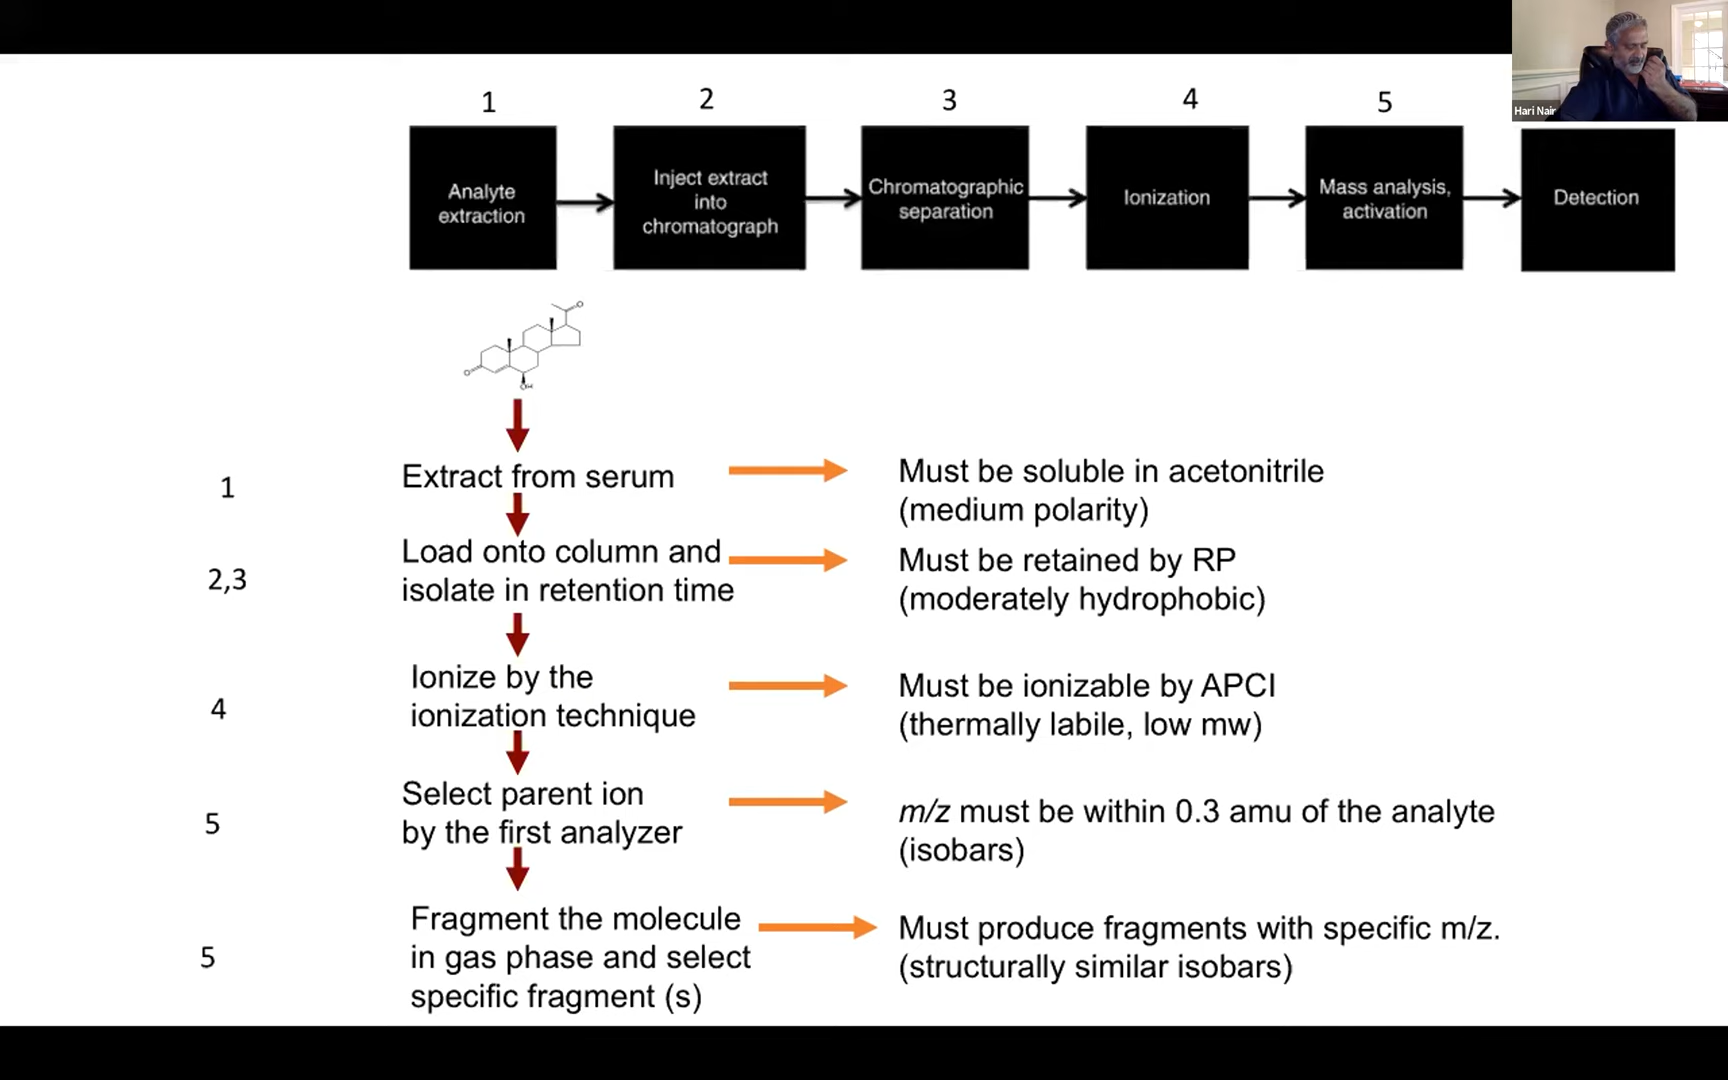 Hari Nair
1
2
3
4
5
Analyte
extraction
Inject extract
into
chromatograph
Chromatographic
separation
Ionization
Mass analysis,
activation
Detection
O
O
OH
1
Extract from serum
Must be soluble in acetonitrile
(medium polarity)
2,3
Load onto column and
isolate in retention time
Must be retained by RP
(moderately hydrophobic)
4
Ionize by the
ionization technique
Must be ionizable by APCI
(thermally labile, low mw)
5
Select parent ion
by the first analyzer
m/z must be within 0.3 amu of the analyte
(isobars)
5
Fragment the molecule
in gas phase and select
specific fragment (s)
Must produce fragments with specific m/z.
(structurally similar isobars)